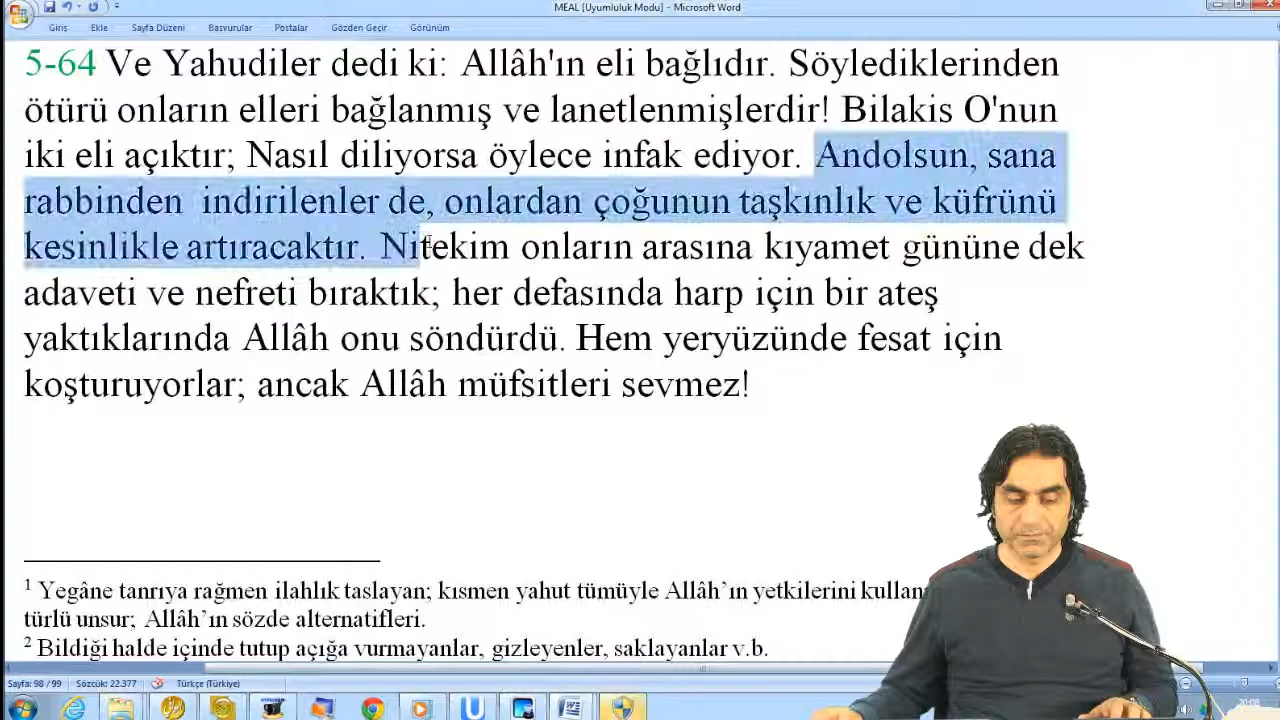 MEAL [Uyumluluk Modu] - Microsoft Word
Giriş Ekle Sayfa Düzeni Başvurular Postalar Gözden Geçir Görünüm
5-64 Ve Yahudiler dedi ki: Allâh'ın eli bağlıdır. Söylediklerinden
ötürü onların elleri bağlanmış ve lanetlenmişlerdir! Bilakis O'nun
iki eli açıktır; Nasıl diliyorsa öylece infak ediyor. Andolsun, sana
rabbinden indirilenler de, onlardan çoğunun taşkınlık ve küfrünü
kesinlikle artıracaktır. Nitekim onların arasına kıyamet gününe dek
adaveti ve nefreti bıraktık; her defasında harp için bir ateş
yaktıklarında Allâh onu söndürdü. Hem yeryüzünde fesat için
koşturuyorlar; ancak Allâh müfsitleri sevmez!
1 Yegâne tanrıya rağmen ilahlık taslayan; kısmen yahut tümüyle Allâh’ın yetkilerini
türlü unsur; Allâh’ın sözde alternatifleri.
2 Bildiği halde içinde tutup açığa vurmayanlar, gizleyenler, saklayanlar v.b.
Sayfa: 98 / 99 Sözcük: 22.377 Türkçe (Türkiye)